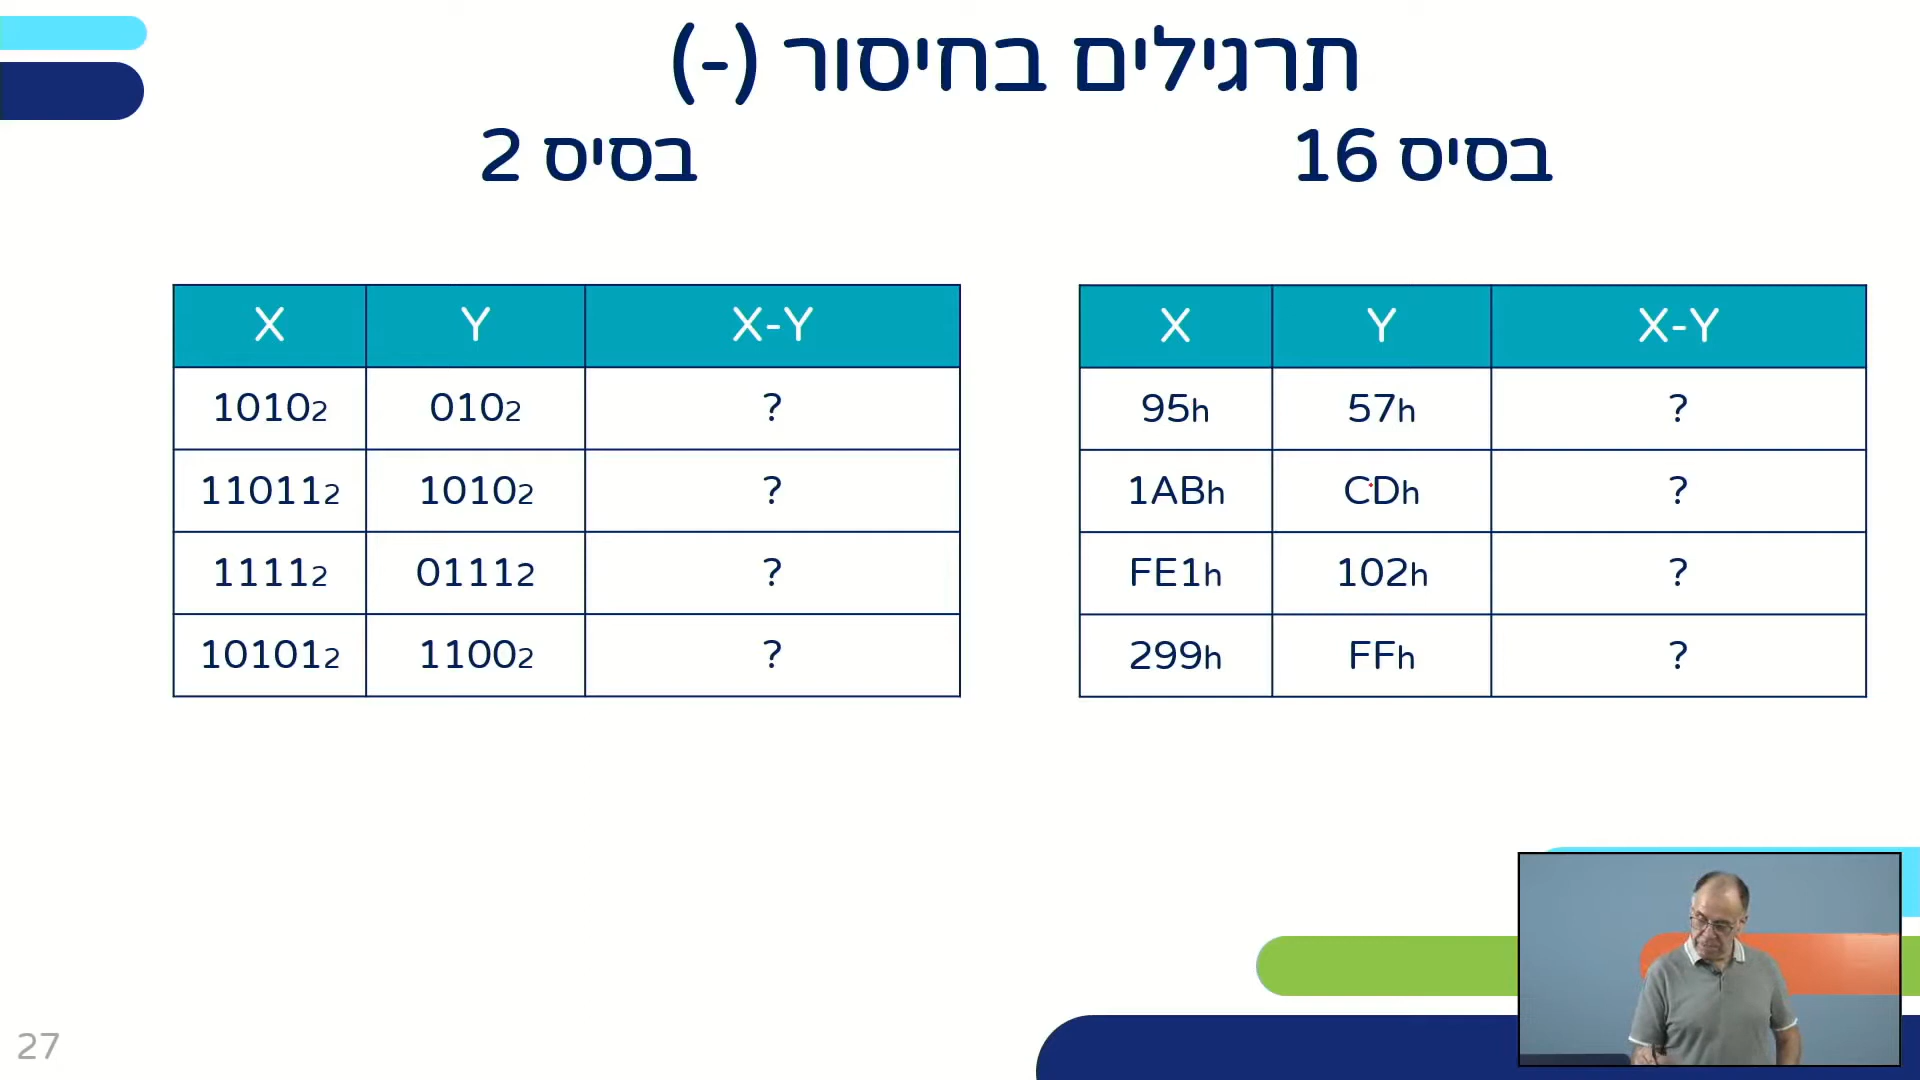 תרגילים בחיסור (-)
בסיס 16
בסיס 2
X Y X-Y
1010₂ 010₂ ?
11011₂ 1010₂ ?
1111₂ 0111₂ ?
10101₂ 1100₂ ?
X Y X-Y
95h 57h ?
1ABh CDh ?
FE1h 102h ?
299h FFh ?
27